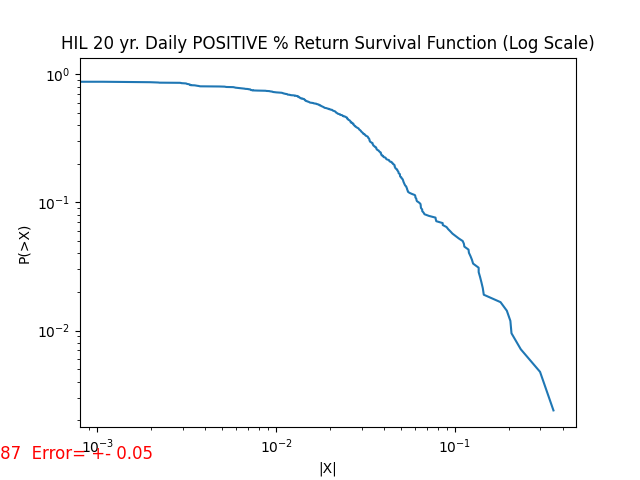 HIL 20 yr. Daily POSITIVE % Return Survival Function (Log Scale)
10⁰
10⁻¹
10⁻²
P(>X)
10⁻³ 10⁻² 10⁻¹
87 Error= +- 0.05
|X|